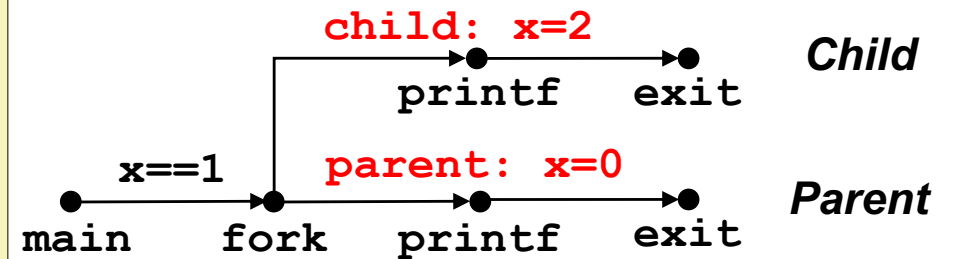 child: x=2
Child
printf exit
x==1 parent: x=0
Parent
main fork printf exit